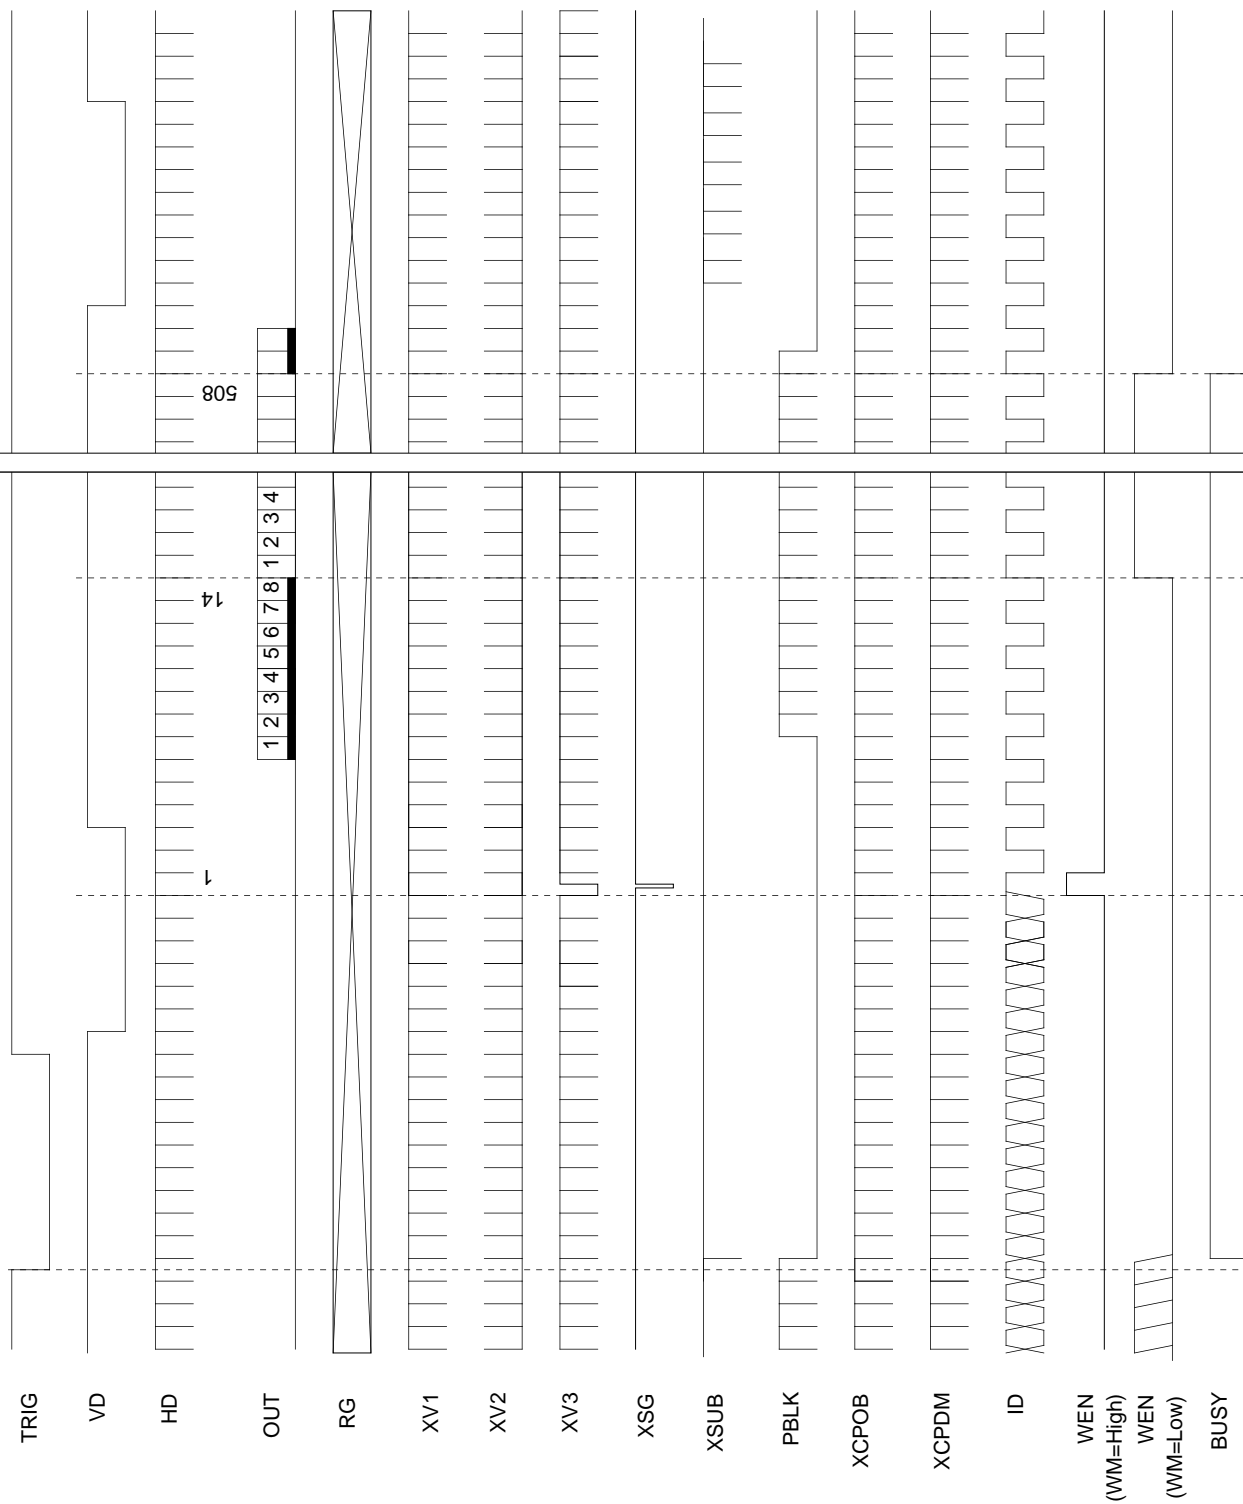 TRIG
VD
HD
1
14
508
OUT
1 2 3 4 5 6 7 8 1 2 3 4
RG
XV1
XV2
XV3
XSG
XSUB
PBLK
XCPOB
XCPDM
ID
WEN
(WM=High)
WEN
(WM=Low)
BUSY